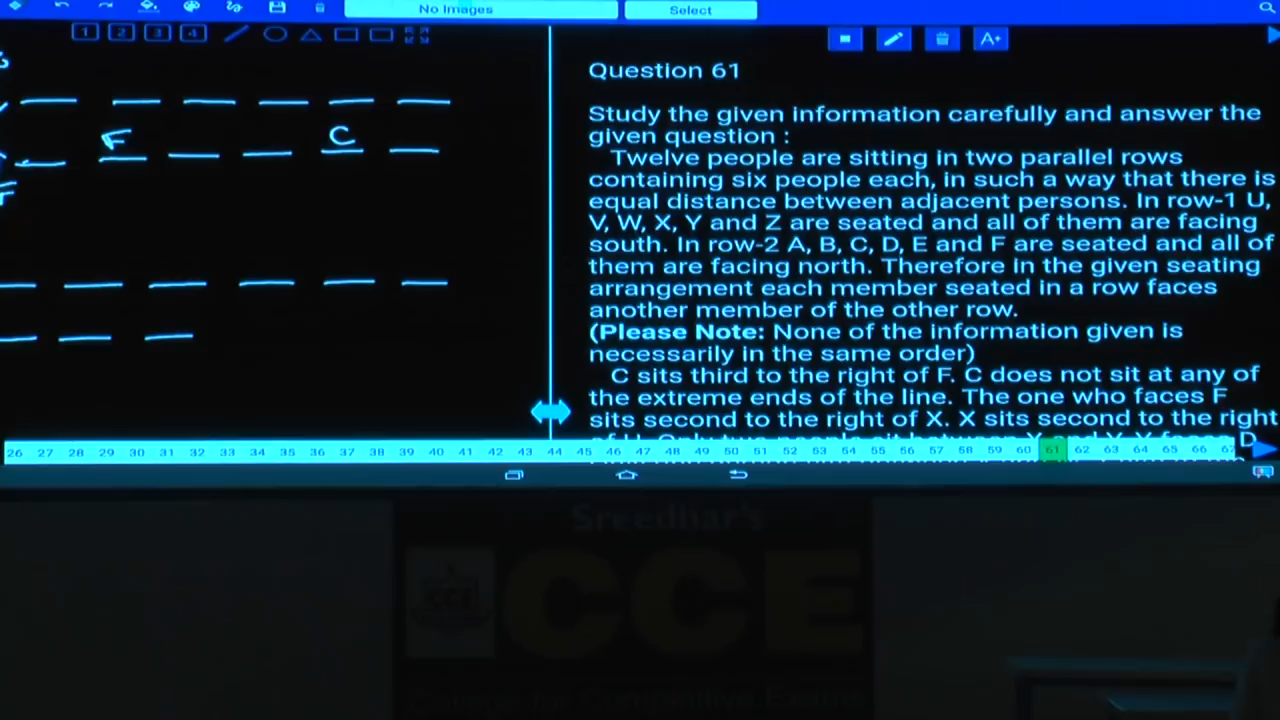 No Images
Select
1 2 3 4
A+
Question 61
F
C
F
Study the given information carefully and answer the
given question :
Twelve people are sitting in two parallel rows
containing six people each, in such a way that there is
equal distance between adjacent persons. In row-1 U,
V, W, X, Y and Z are seated and all of them are facing
south. In row-2 A, B, C, D, E and F are seated and all of
them are facing north. Therefore in the given seating
arrangement each member seated in a row faces
another member of the other row.
(Please Note: None of the information given is
necessarily in the same order)
C sits third to the right of F. C does not sit at any of
the extreme ends of the line. The one who faces F
sits second to the right of X. X sits second to the right
26 27 28 29 30 31 32 33 34 35 36 37 38 39 40 41 42 43 44 45 46 47 48 49 50 51 52 53 54 55 56 57 58 59 60 61 62 63 64 65 66 67
Sreedhar's
CCE
CCE